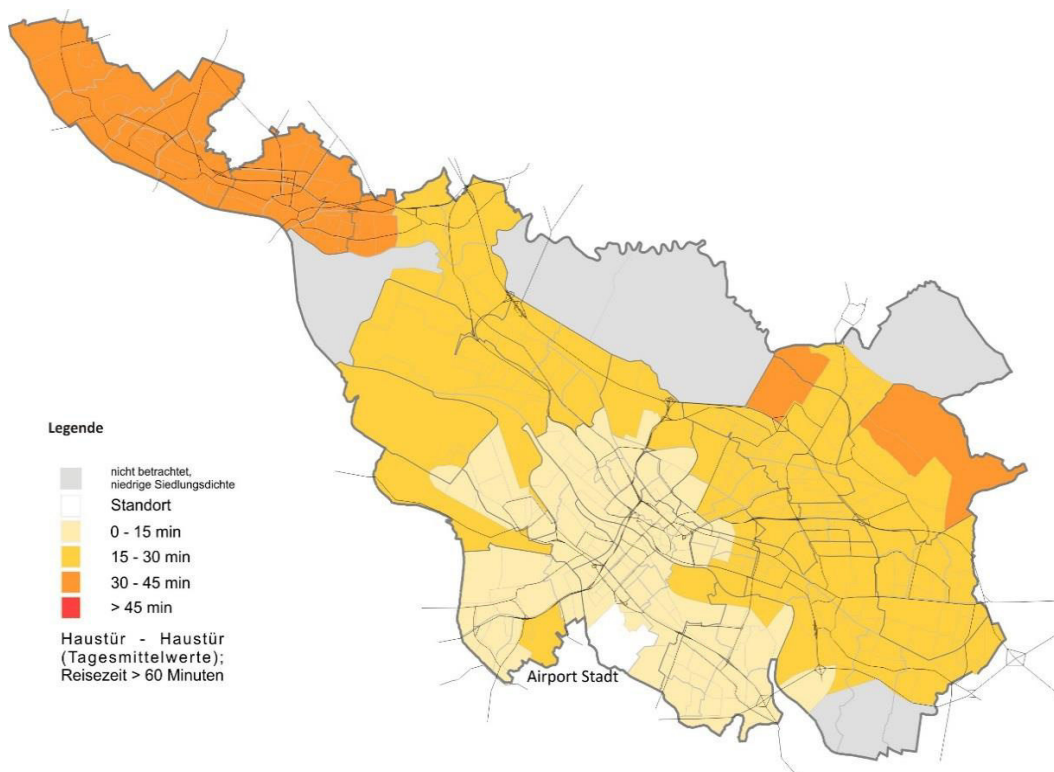 Legende
nicht betrachtet,
niedrige Siedlungsdichte
Standort
0 - 15 min
15 - 30 min
30 - 45 min
> 45 min
Haustür - Haustür
(Tagesmittelwerte);
Reisezeit > 60 Minuten
Airport Stadt